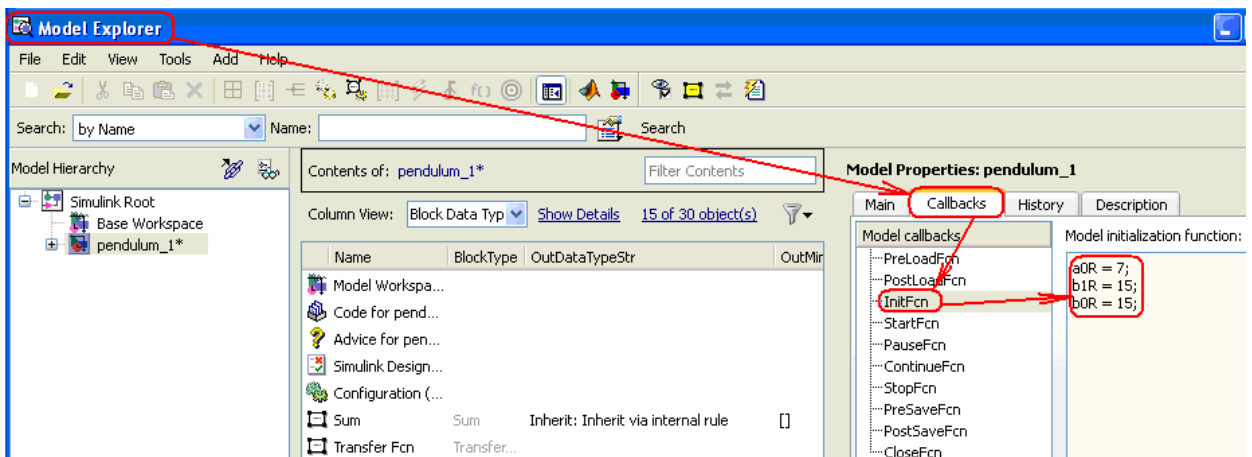 Model Explorer
File Edit View Tools Add Help
Search: by Name Name: Search
Model Hierarchy
Simulink Root
Base Workspace
pendulum_1*
Contents of: pendulum_1* Filter Contents
Column View: Block Data Typ Show Details 15 of 30 object(s)
Name BlockType OutDataTypeStr OutMin
Model Workspa...
Code for pend...
Advice for pen...
Simulink Design...
Configuration (...
Sum Sum Inherit: Inherit via internal rule []
Transfer Fcn Transfer...
Model Properties: pendulum_1
Main Callbacks History Description
Model callbacks
PreLoadFcn
PostLoadFcn
InitFcn
StartFcn
PauseFcn
ContinueFcn
StopFcn
PreSaveFcn
PostSaveFcn
CloseFcn
Model initialization function:
a0R = 7;
b1R = 15;
b0R = 15;